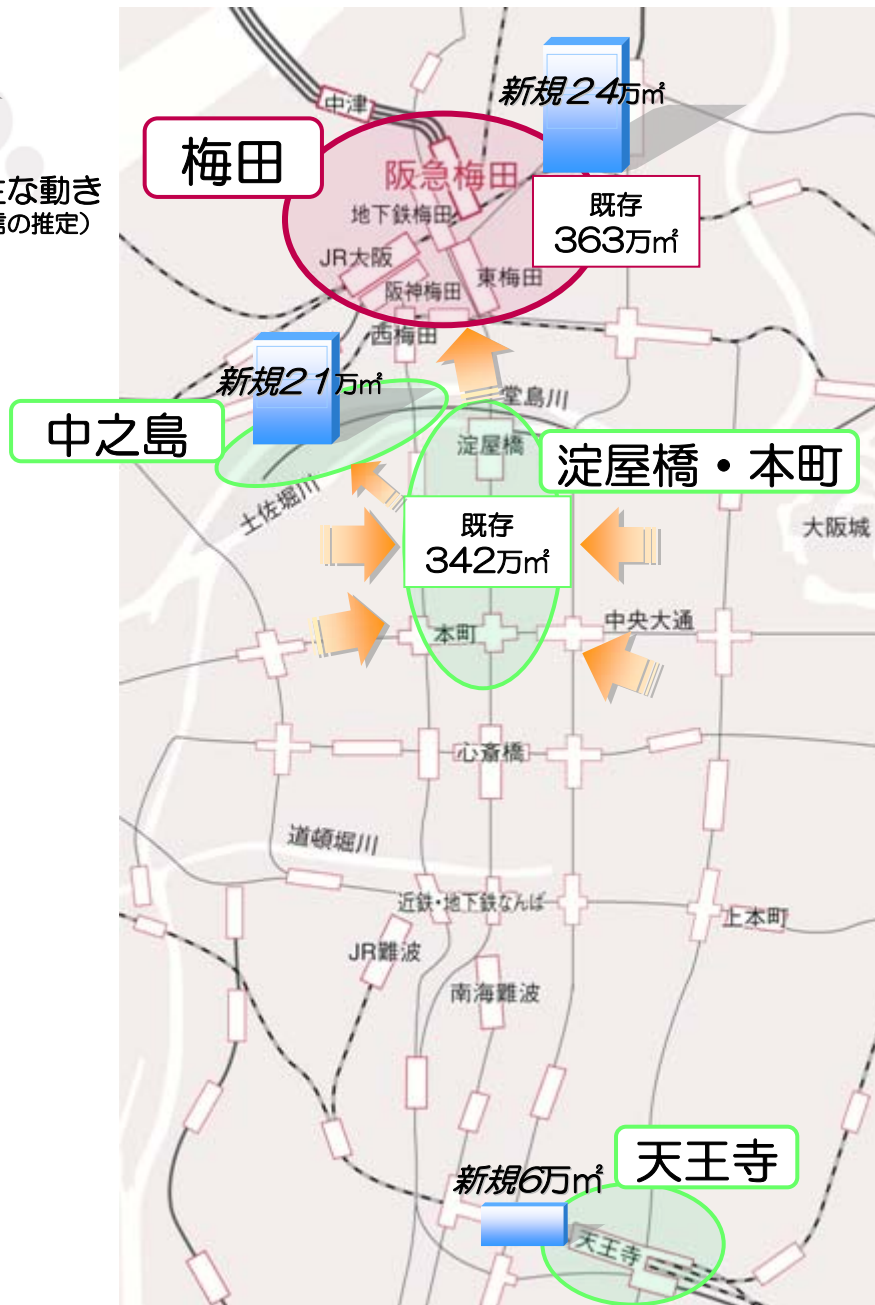 中津
新規24万㎡
梅田
阪急梅田
な動き
の推定）
地下鉄梅田
既存
363万㎡
JR大阪
東梅田
阪神梅田
西梅田
新規21万㎡
堂島川
中之島
淀屋橋
淀屋橋・本町
土佐堀川
既存
342万㎡
大阪城
本町
中央大通
心斎橋
道頓堀川
近鉄・地下鉄なんば
上本町
JR難波
南海難波
天王寺
新規6万㎡
天王寺